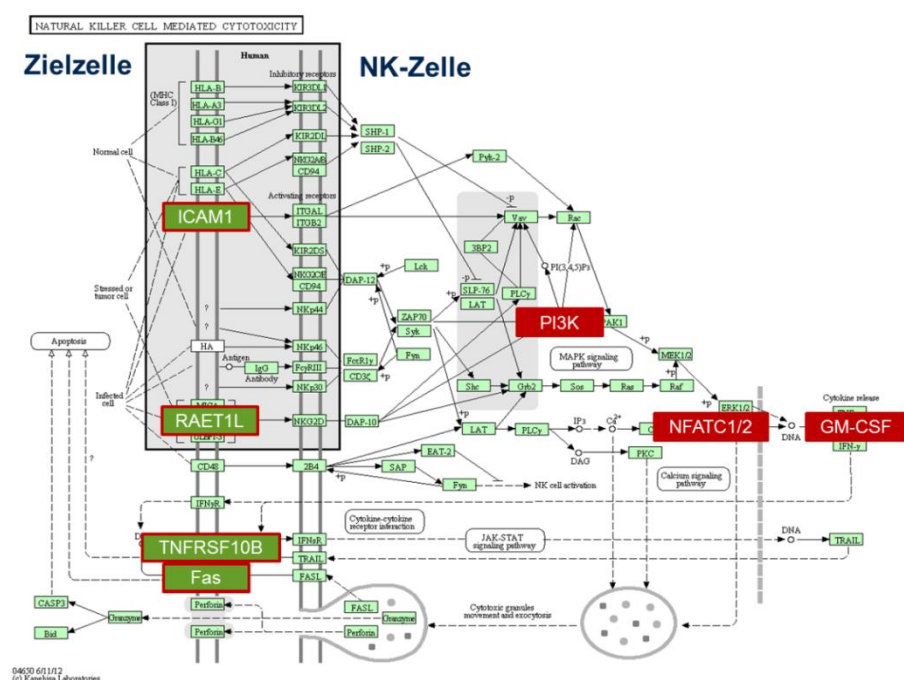 NATURAL KILLER CELL MEDIATED CYTOTOXICITY
Zielzelle
NK-Zelle
Human
Inhibitory receptors
(MHC
Class I)
HLA-B
KIR3DL1
HLA-A3
KIR3DL2
HLA-G1
HLA-B46
KIR2DL
SHP-1
SHP-2
Normal cell
NKG2A/B
CD94
Pyk-2
HLA-C
HLA-E
Activating receptors
-p
ICAM1
ITGAL
ITGB2
Vav
Rac
3BP2
KIR2DS
PI(3,4,5)P3
NKG2C/E
CD94
DAP-12
+p
Lck
Stressed or
tumor cell
-p
+p
SLP-76
LAT
PLCγ
?
NKp44
ZAP70
Syk
PI3K
PAK1
+p
?
Apoptosis
HA
NKp46
FcεR1γ
CD3ζ
Fyn
+p
MAPK signaling
pathway
MEK1/2
Antigen
IgG
Antibody
FcγRIII
+p
?
NKp30
Shc
Grb2
Sos
Ras
Raf
Infected
cell
ERK1/2
+p
Cytokine release
RAET1L
NKG2D
DAP-10
LAT
PLCγ
IP3
Ca2+
NFATC1/2
DNA
GM-CSF
IFN-γ
?
EAT-2
DAG
PKC
CD48
2B4
+p
SAP
Fyn
NK cell activation
Calcium signaling
pathway
IFNγR
Cytokine-cytokine
receptor interaction
JAK-STAT
signaling pathway
DNA
TNFRSF10B
IFNαR
TRAIL
TRAIL
Fas
FASL
CASP3
Bid
Granzyme
Perforin
Perforin
FASL
Granzyme
Perforin
Cytotoxic granules
movement and exocytosis
04650 6/11/12
(c) Kanehisa Laboratories